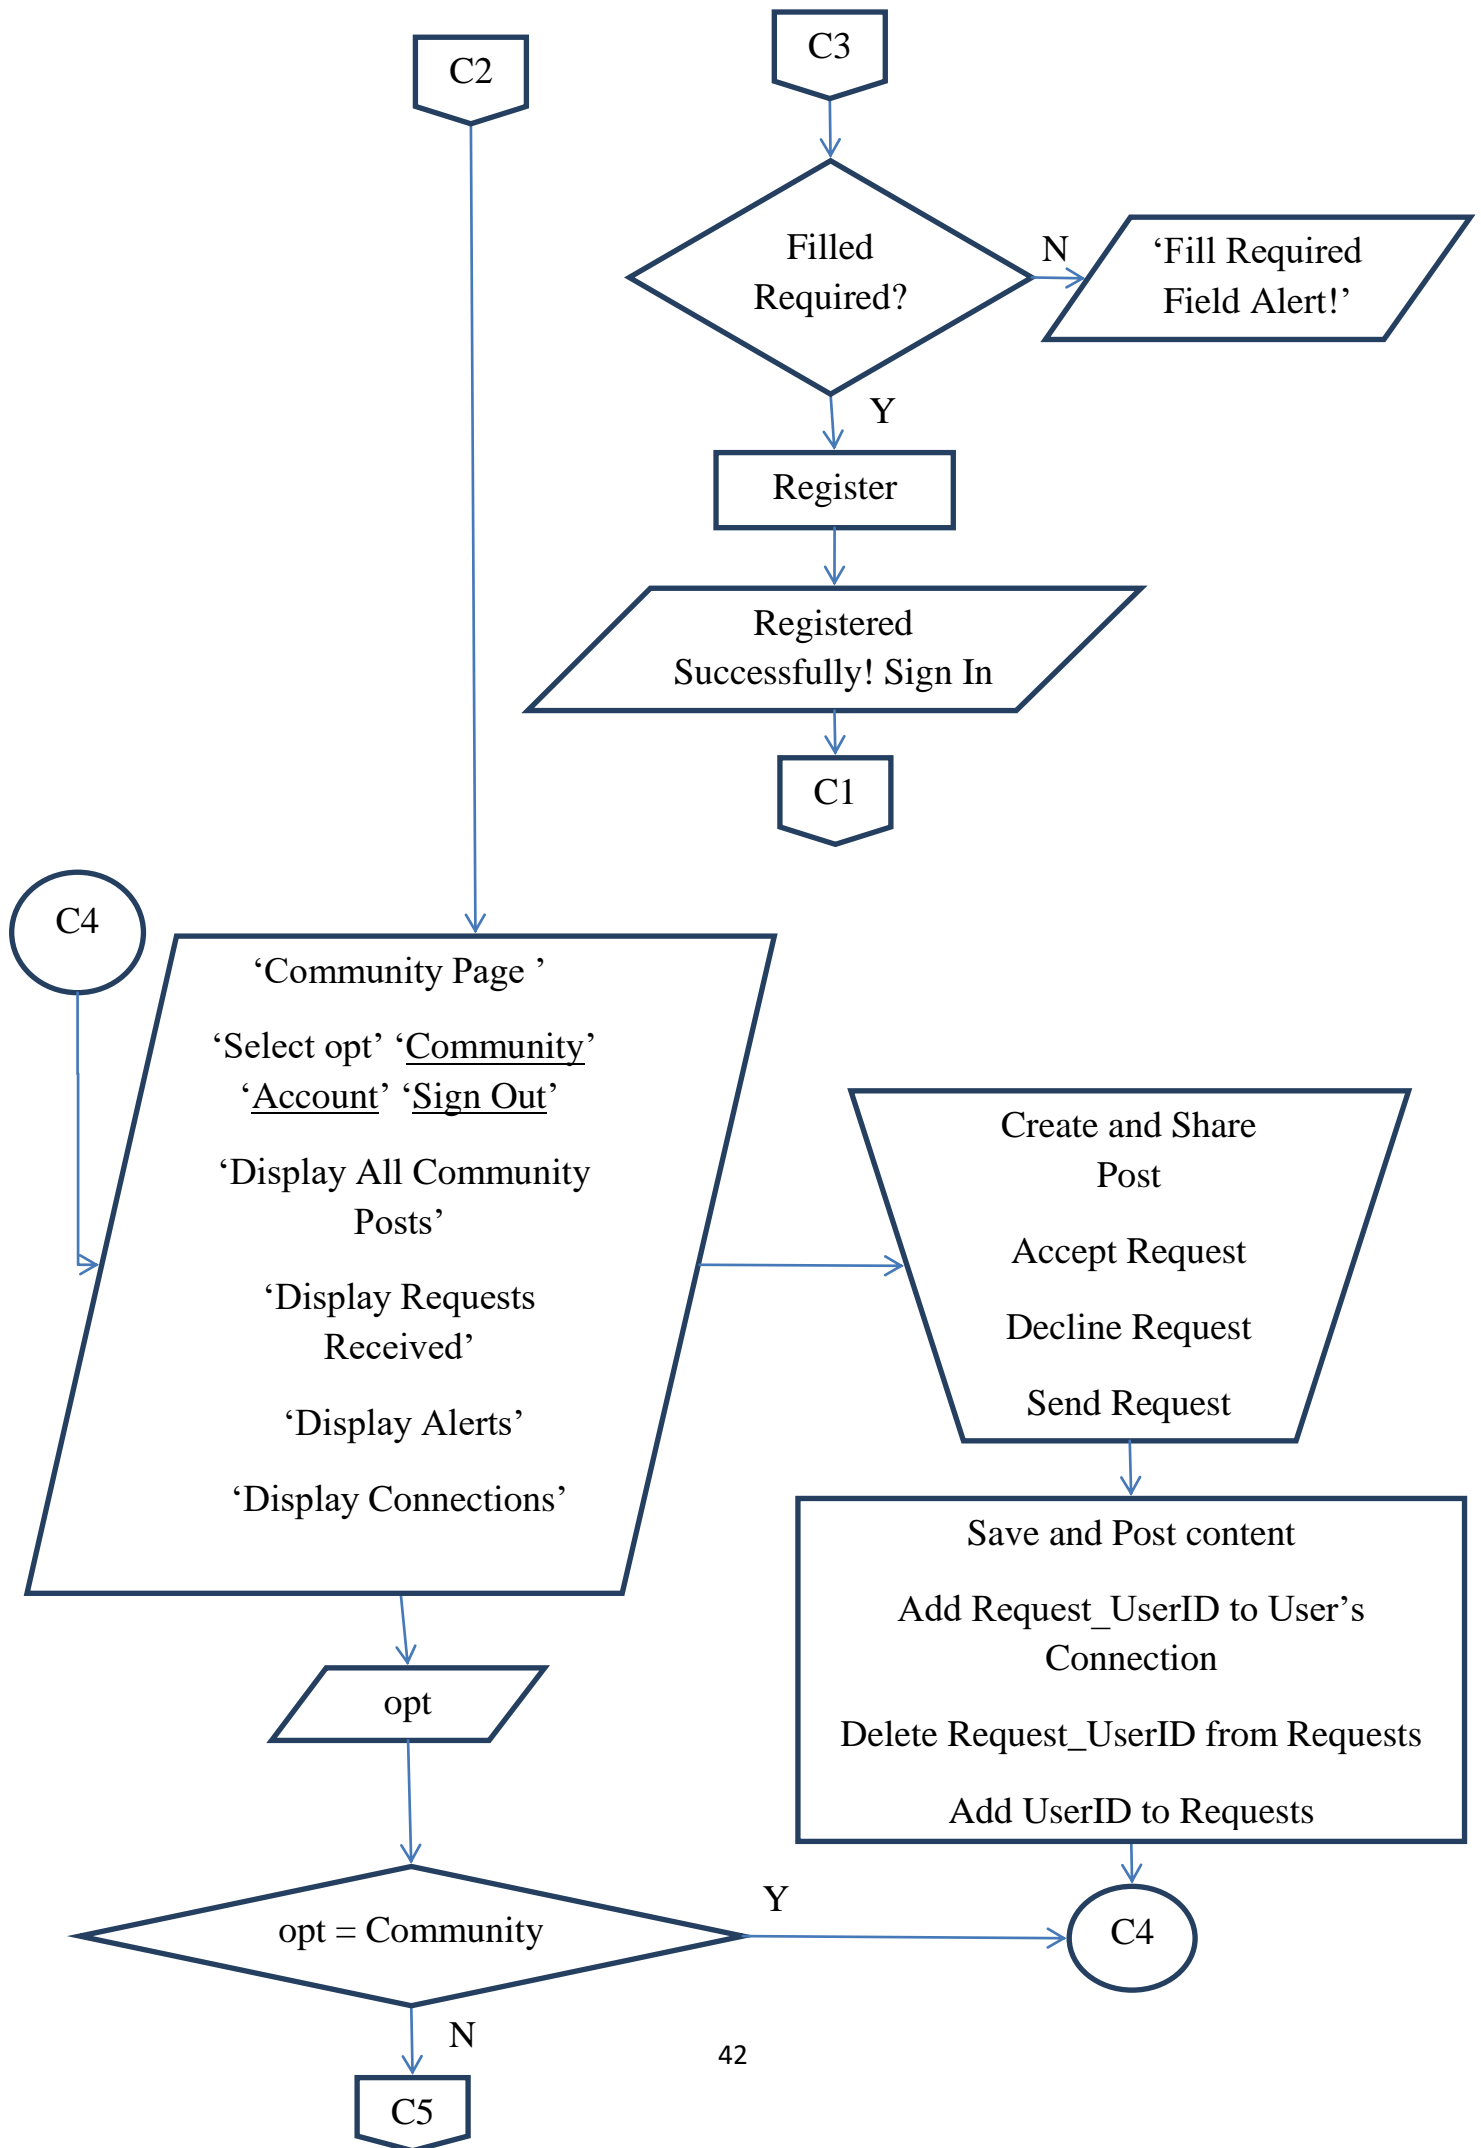 C2
C3
Filled
Required?
N
‘Fill Required
Field Alert!’
Y
Register
Registered
Successfully! Sign In
C1
C4
‘Community Page ’
‘Select opt’ ‘Community’
‘Account’ ‘Sign Out’
‘Display All Community
Posts’
‘Display Requests
Received’
‘Display Alerts’
‘Display Connections’
Create and Share
Post
Accept Request
Decline Request
Send Request
Save and Post content
Add Request_UserID to User’s
Connection
Delete Request_UserID from Requests
Add UserID to Requests
opt
opt = Community
Y
C4
N
C5
42